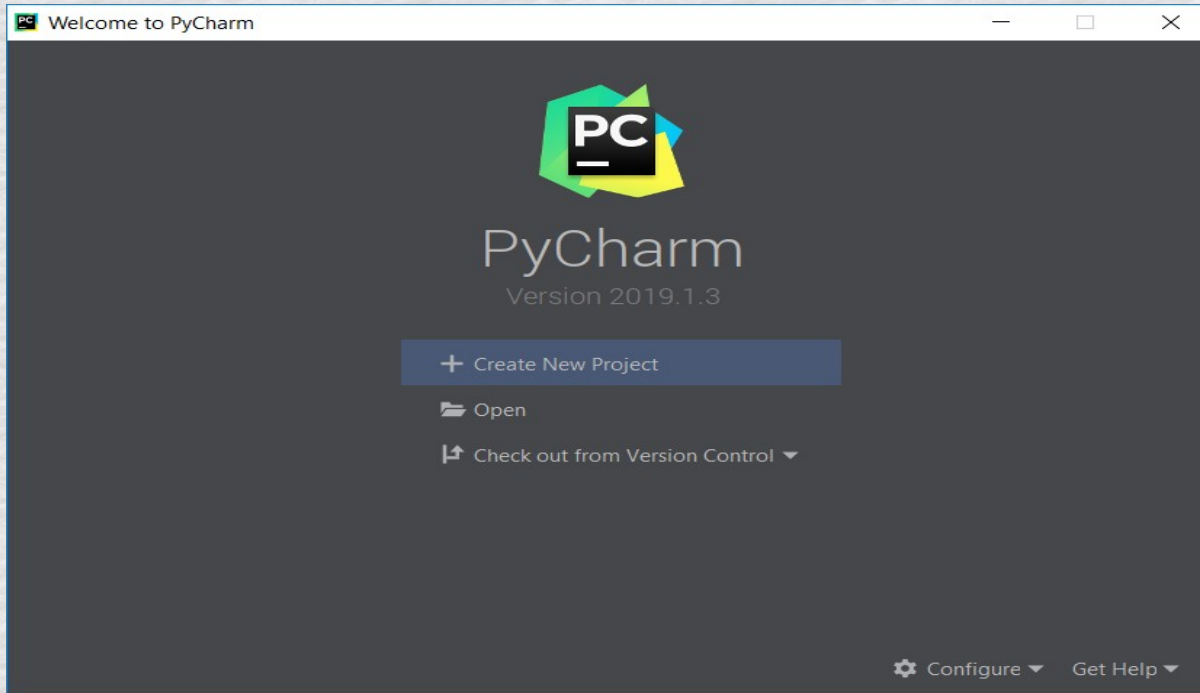 PC Welcome to PyCharm
PC
PyCharm
Version 2019.1.3
Create New Project
Open
Check out from Version Control
Configure Get Help